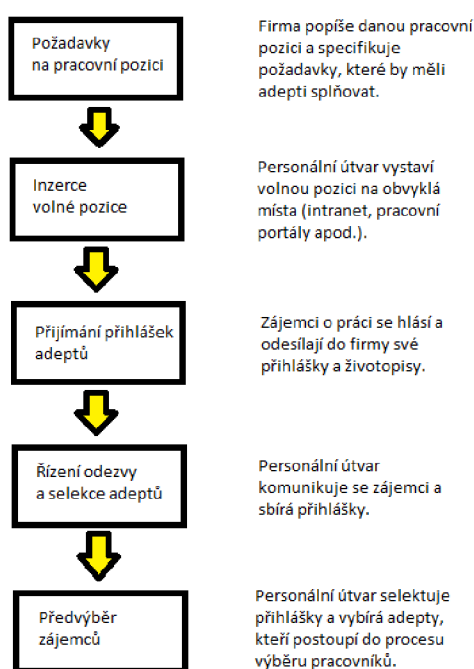 Požadavky
na pracovní pozici
Firma popíše danou pracovní
pozici a specifikuje
požadavky, které by měli
adepti splňovat.
Inzerce
volné pozice
Personální útvar vystaví
volnou pozici na obvyklá
místa (intranet, pracovní
portály apod.).
Přijímání přihlášek
adeptů
Zájemci o práci se hlásí a
odesílají do firmy své
přihlášky a životopisy.
Řízení odezvy
a selekce adeptů
Personální útvar
komunikuje se zájemci a
sbírá přihlášky.
Předvýběr
zájemců
Personální útvar selektuje
přihlášky a vybírá adepty,
kteří postoupí do procesu
výběru pracovníků.